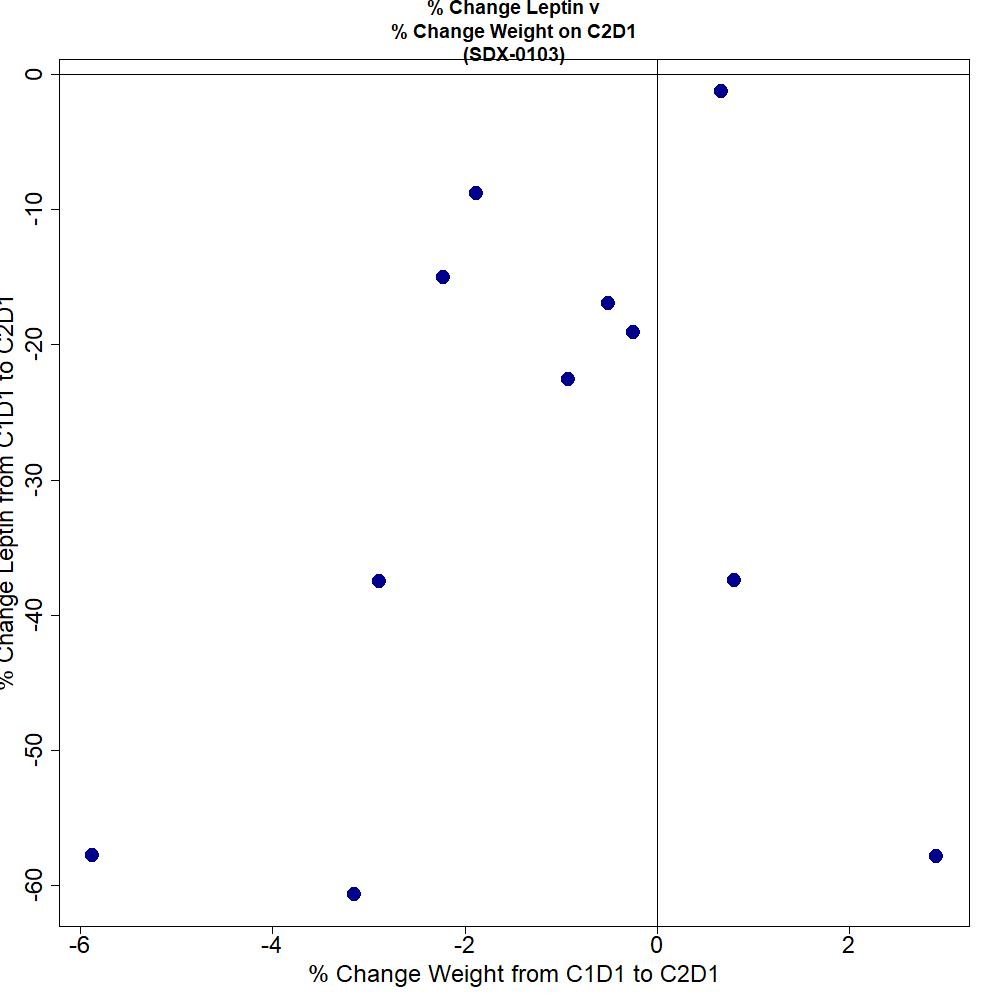 % Change Leptin v
% Change Weight on C2D1
(SDX-0103)
% Change Leptin from C1D1 to C2D1
0
-10
-20
-30
-40
-50
-60
-6
-4
-2
0
2
% Change Weight from C1D1 to C2D1